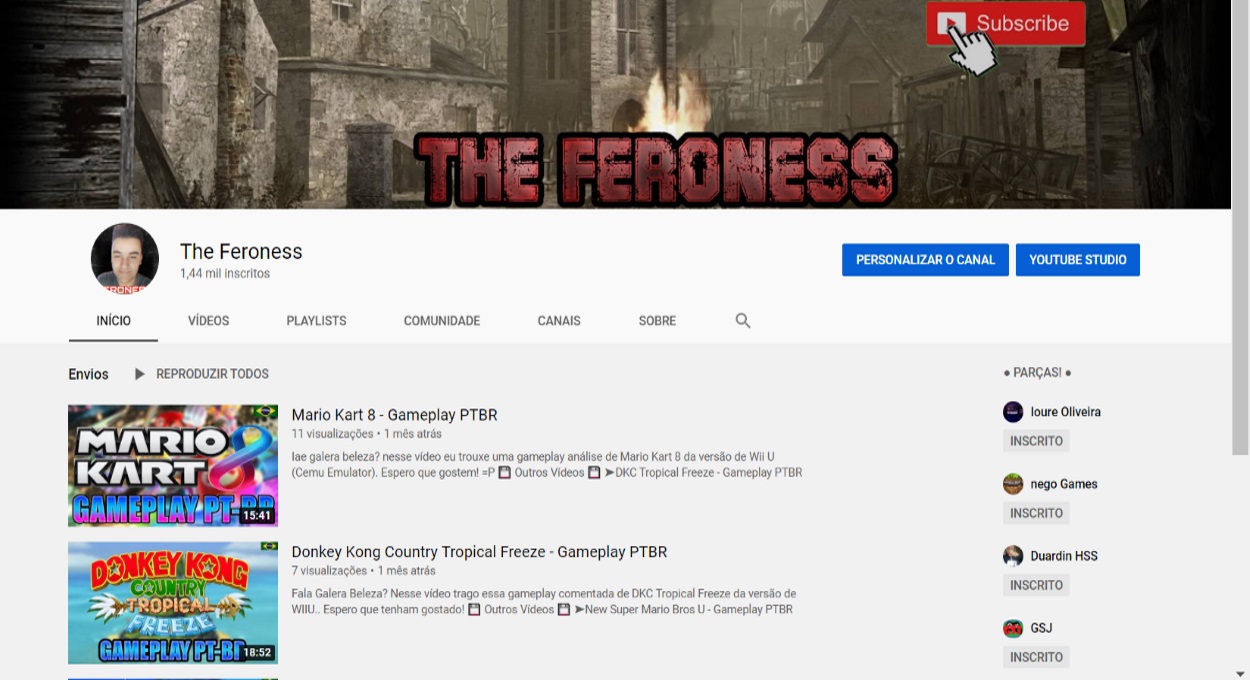 Subscribe
THE FERONESS
The Feroness
1,44 mil inscritos
PERSONALIZAR O CANAL
YOUTUBE STUDIO
INÍCIO
VÍDEOS
PLAYLISTS
COMUNIDADE
CANAIS
SOBRE
Envios
REPRODUZIR TODOS
MARIO
KART 8
GAMEPLAY PT-BR
15:41
Mario Kart 8 - Gameplay PTBR
11 visualizações • 1 mês atrás
Iae galera beleza? nesse vídeo eu trouxe uma gameplay análise de Mario Kart 8 da versão de Wii U
(Cemu Emulator). Espero que gostem! =P 💾 Outros Vídeos 💾 ➤DKC Tropical Freeze - Gameplay PTBR
DONKEY KONG
COUNTRY
TROPICAL
FREEZE
GAMEPLAY PT-BR
18:52
Donkey Kong Country Tropical Freeze - Gameplay PTBR
7 visualizações • 1 mês atrás
Fala Galera Beleza? Nesse vídeo trago essa gameplay comentada de DKC Tropical Freeze da versão de
WIIU.. Espero que tenham gostado! 💾 Outros Vídeos 💾 ➤New Super Mario Bros U - Gameplay PTBR
● PARÇAS! ●
Ioure Oliveira
INSCRITO
nego Games
INSCRITO
Duardin HSS
INSCRITO
GSJ
INSCRITO